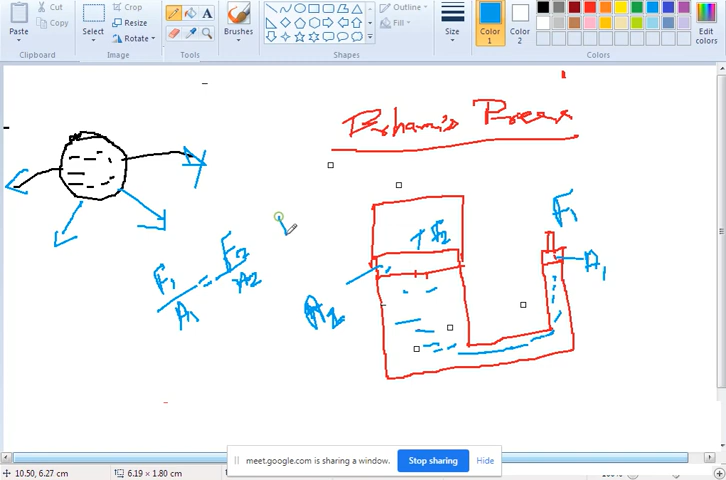 Paste
Cut
Copy
Clipboard
Select
Crop
Resize
Rotate
Image
Tools
Brushes
Outline
Fill
Shapes
Size
Color 1
Color 2
Colors
Edit colors
F₁
F₂
A₁
A₂
F₁/A₁ = F₂/A₂
meet.google.com is sharing a window.
Stop sharing
Hide
10.50, 6.27 cm
6.19 × 1.80 cm